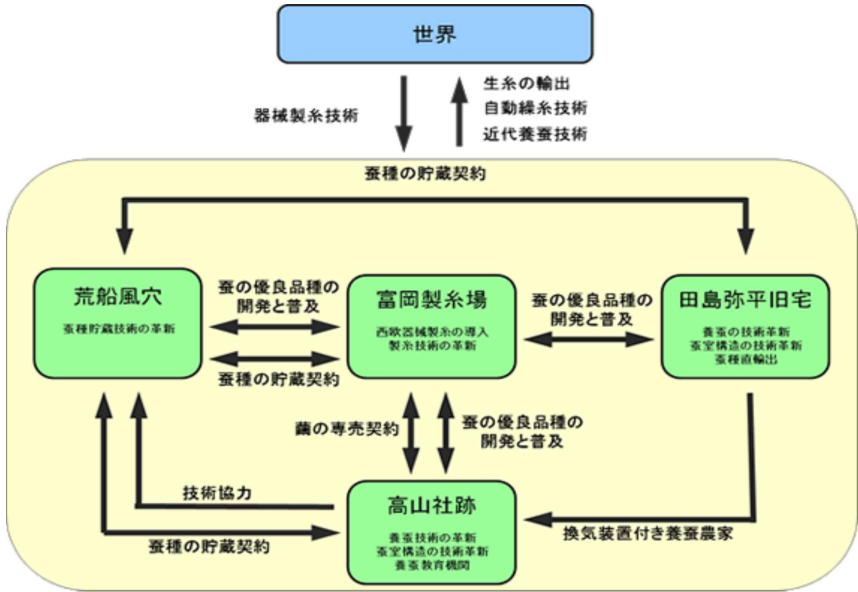 世界
器械製糸技術
生糸の輸出
自動繰糸技術
近代養蚕技術
蚕種の貯蔵契約
荒船風穴
蚕種貯蔵技術の革新
蚕の優良品種の
開発と普及
蚕種の貯蔵契約
富岡製糸場
西欧器械製糸の導入
製糸技術の革新
蚕の優良品種の
開発と普及
田島弥平旧宅
養蚕の技術革新
蚕室構造の技術革新
蚕種直輸出
繭の専売契約
蚕の優良品種の
開発と普及
技術協力
蚕種の貯蔵契約
高山社跡
養蚕技術の革新
蚕室構造の技術革新
養蚕教育機関
換気装置付き養蚕農家